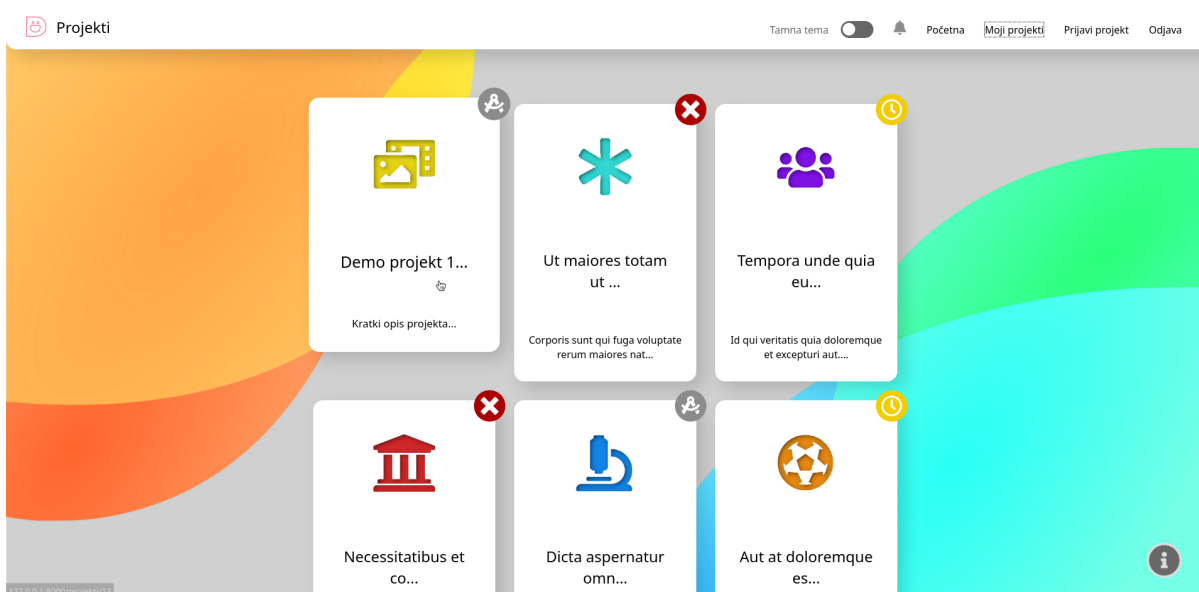 Projekti
Tamna tema
Početna
Moji projekti
Prijavi projekt
Odjava
Demo projekt 1...
Kratki opis projekta...
Ut maiores totam
ut ...
Corporis sunt qui fuga voluptate
rerum maiores nat...
Tempora unde quia
eu...
Id qui veritatis quia doloremque
et excepturi aut....
Necessitatibus et
co...
Dicta aspernatur
omn...
Aut at doloremque
es...